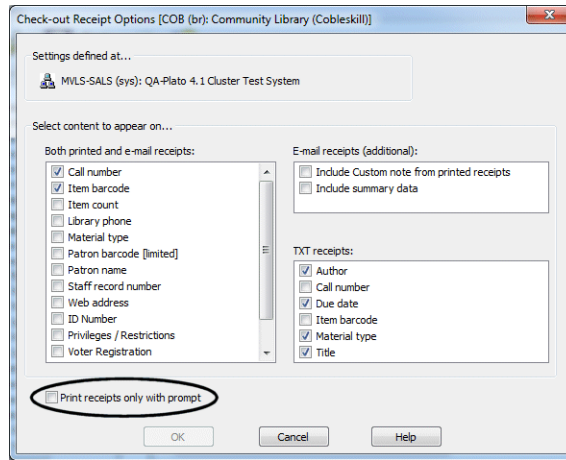 Check-out Receipt Options [COB (br): Community Library (Cobleskill)]
Settings defined at...
MVLS-SALS (sys): QA-Plato 4.1 Cluster Test System
Select content to appear on...
Both printed and e-mail receipts:
Call number
Item barcode
Item count
Library phone
Material type
Patron barcode [limited]
Patron name
Staff record number
Web address
ID Number
Privileges / Restrictions
Voter Registration
E-mail receipts (additional):
Include Custom note from printed receipts
Include summary data
TXT receipts:
Author
Call number
Due date
Item barcode
Material type
Title
Print receipts only with prompt
OK
Cancel
Help